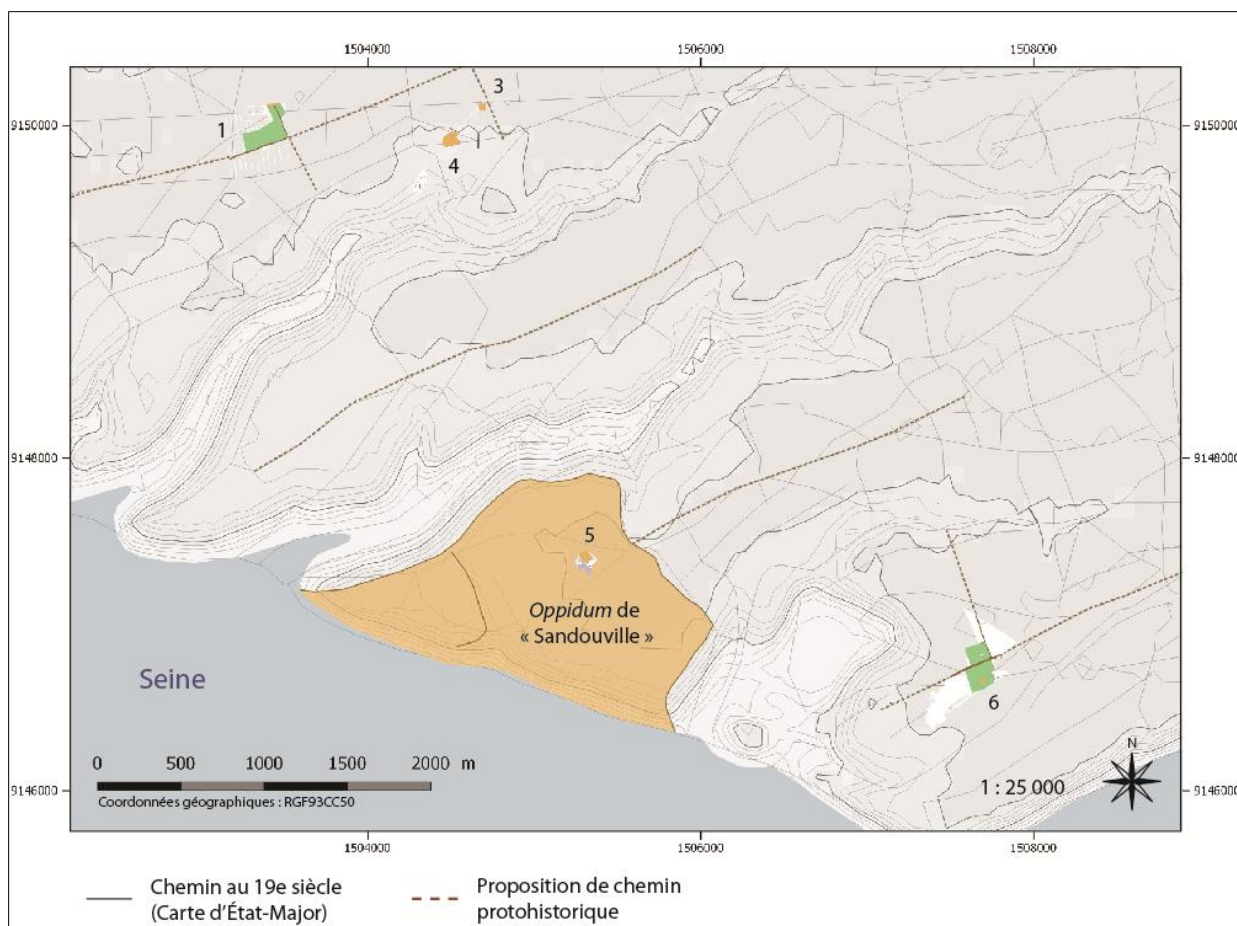 1504000 1506000 1508000
3
1
9150000 9150000
4
9148000 9148000
5
Oppidum de
« Sandouville »
Seine
6
N
0 500 1000 1500 2000 m
1 : 25 000
9146000 9146000
Coordonnées géographiques : RGF93CC50
1504000 1506000 1508000
Chemin au 19e siècle
(Carte d’État-Major)
Proposition de chemin
protohistorique